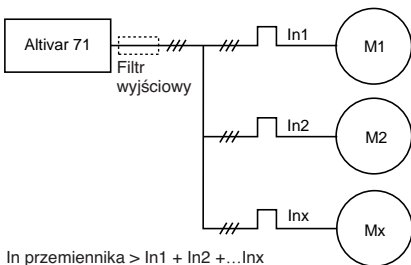 Altivar 71
Filtr
wyjściowy
In1
M1
In2
M2
Inx
Mx
In przemiennika > In1 + In2 +...Inx